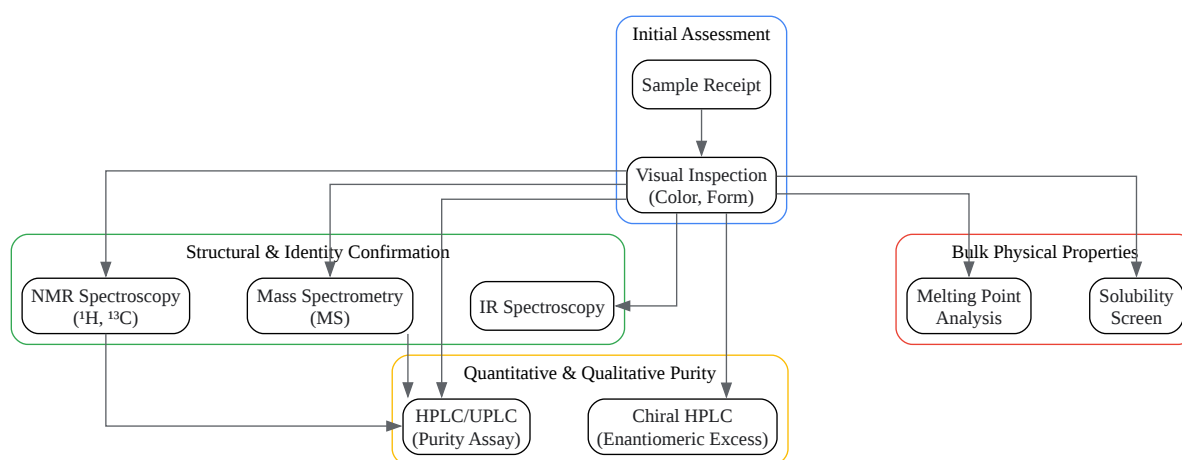 Initial Assessment
Sample Receipt
Visual Inspection
(Color, Form)
Structural & Identity Confirmation
NMR Spectroscopy
(¹H, ¹³C)
Mass Spectrometry
(MS)
IR Spectroscopy
Bulk Physical Properties
Melting Point
Analysis
Solubility
Screen
Quantitative & Qualitative Purity
HPLC/UPLC
(Purity Assay)
Chiral HPLC
(Enantiomeric Excess)